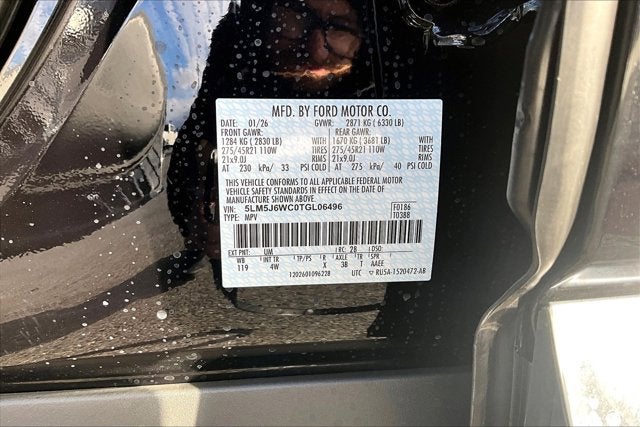 MFD. BY FORD MOTOR CO.
DATE: 01/26 GVWR: 2871 KG ( 6330 LB)
FRONT GAWR: REAR GAWR:
1284 KG ( 2830 LB) WITH 1670 KG ( 3681 LB) WITH
275/45R21 110W TIRES 275/45R21 110W TIRES
21x9.0J RIMS 21x9.0J RIMS
AT 230 kPa/ 33 PSI COLD AT 275 kPa/ 40 PSI COLD
THIS VEHICLE CONFORMS TO ALL APPLICABLE FEDERAL MOTOR
VEHICLE SAFETY STANDARDS IN EFFECT ON THE DATE OF
MANUFACTURE SHOWN ABOVE.
VIN: 5LM5J6WC0TGL06496 F0186
TYPE: MPV T0388
EXT PNT: UM RC: 28 DSO:
WB INT TR TP/PS R AXLE TR SPR
119 4W X 3B T AAEE
1202601096228 UTC RU5A-1520472-AB